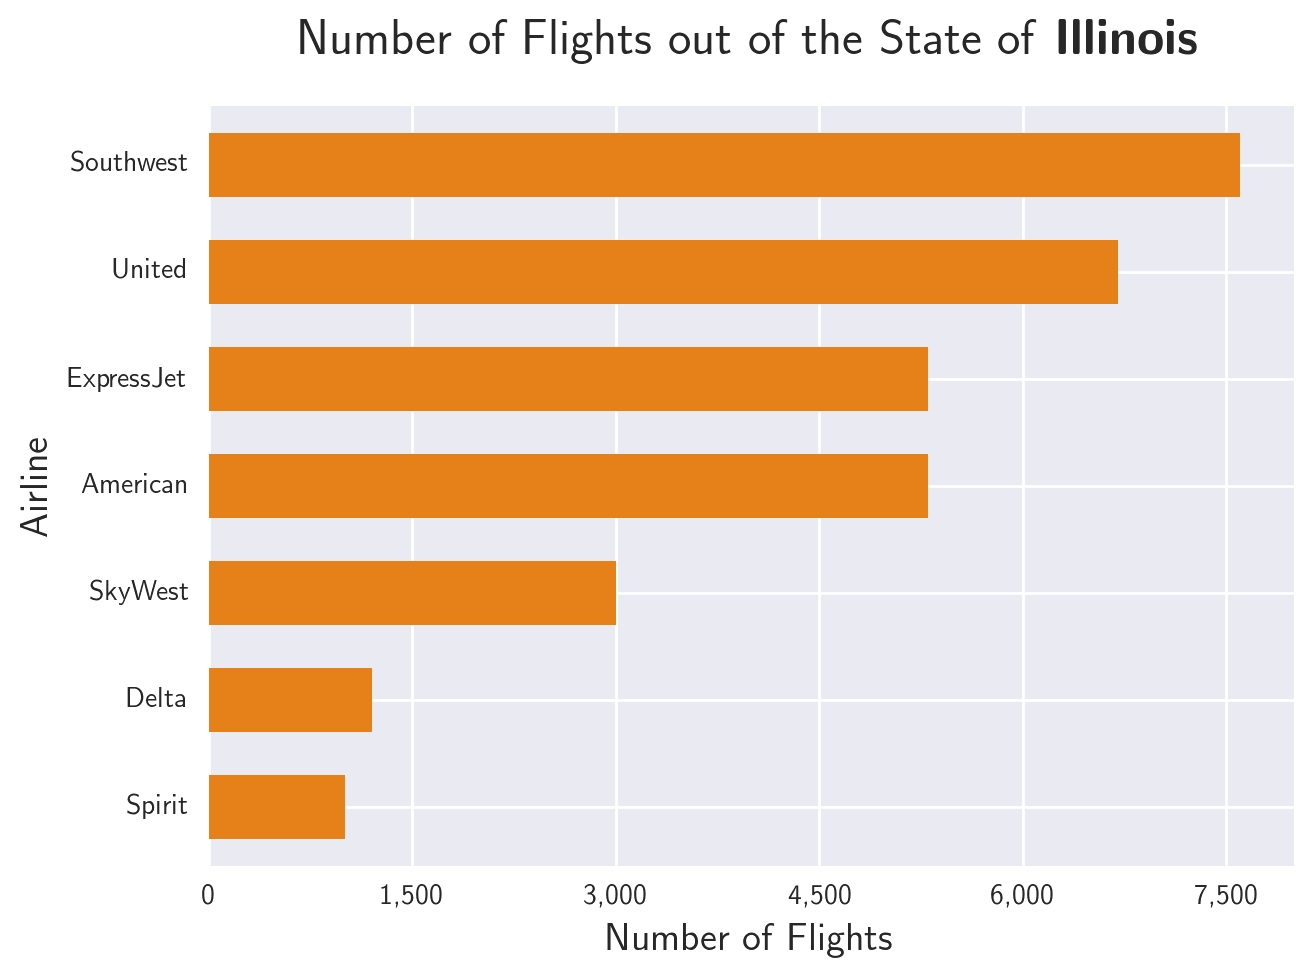 Number of Flights out of the State of Illinois
Southwest
United
ExpressJet
American
SkyWest
Delta
Spirit
Airline
0 1,500 3,000 4,500 6,000 7,500
Number of Flights